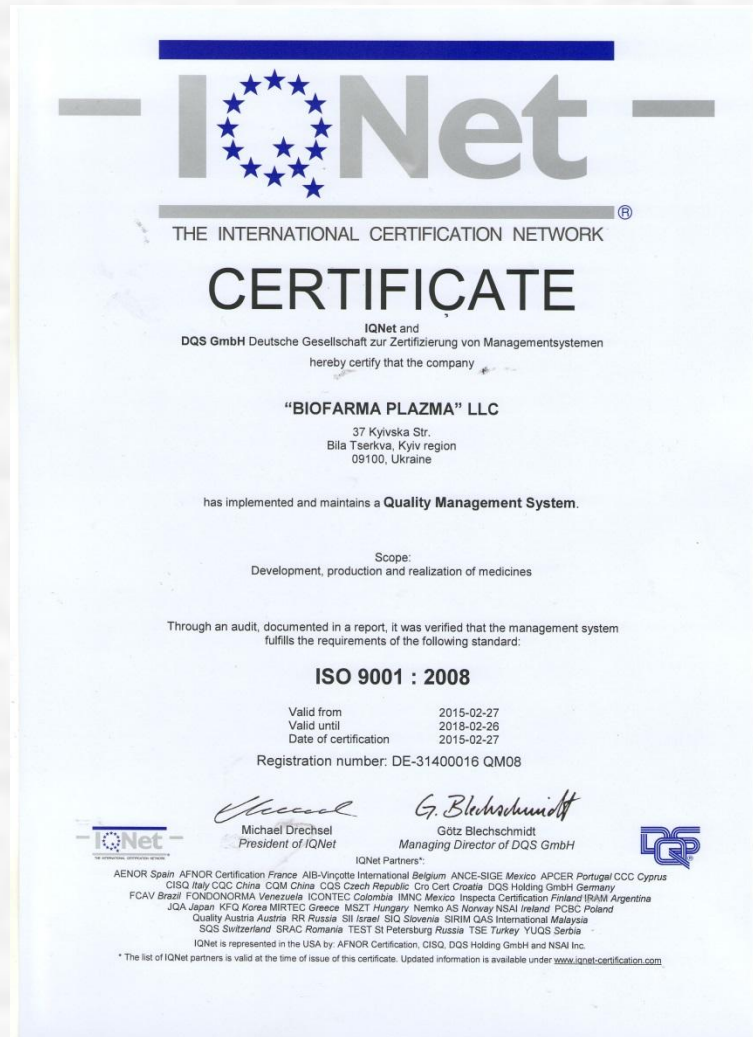 IQNet
®
THE INTERNATIONAL CERTIFICATION NETWORK
CERTIFICATE
IQNet and
DQS GmbH Deutsche Gesellschaft zur Zertifizierung von Managementsystemen
hereby certify that the company
“BIOFARMA PLAZMA” LLC
37 Kyivska Str.
Bila Tserkva, Kyiv region
09100, Ukraine
has implemented and maintains a Quality Management System.
Scope:
Development, production and realization of medicines
Through an audit, documented in a report, it was verified that the management system
fulfills the requirements of the following standard:
ISO 9001 : 2008
Valid from 2015-02-27
Valid until 2018-02-26
Date of certification 2015-02-27
Registration number: DE-31400016 QM08
G. Blechschmidt
Michael Drechsel Götz Blechschmidt
President of IQNet Managing Director of DQS GmbH
IQNet
THE INTERNATIONAL CERTIFICATION NETWORK
DQS
IQNet Partners*:
AENOR Spain AFNOR Certification France AIB-Vinçotte International Belgium ANCE-SIGE Mexico APCER Portugal CCC Cyprus
CISQ Italy CQC China CQM China CQS Czech Republic Cro Cert Croatia DQS Holding GmbH Germany
FCAV Brazil FONDONORMA Venezuela ICONTEC Colombia IMNC Mexico Inspecta Certification Finland IRAM Argentina
JQA Japan KFQ Korea MIRTEC Greece MSZT Hungary Nemko AS Norway NSAI Ireland PCBC Poland
Quality Austria Austria RR Russia SII Israel SIQ Slovenia SIRIM QAS International Malaysia
SQS Switzerland SRAC Romania TEST St Petersburg Russia TSE Turkey YUQS Serbia
IQNet is represented in the USA by: AFNOR Certification, CISQ, DQS Holding GmbH and NSAI Inc.
* The list of IQNet partners is valid at the time of issue of this certificate. Updated information is available under www.iqnet-certification.com